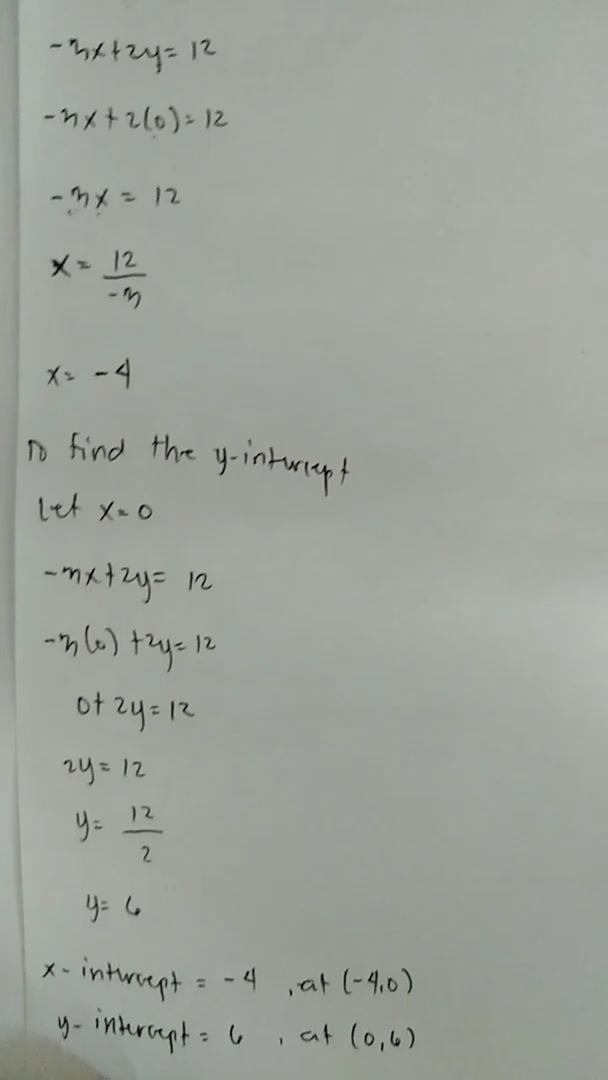 -3x+2y=12
-3x+2(0)=12
-3x=12
x= 12/-3
x= -4
To find the y-intercept
Let x=0
-3x+2y= 12
-3(0)+2y=12
0+2y=12
2y=12
y= 12/2
y= 6
x-intercept = -4 , at (-4,0)
y-intercept = 6 , at (0,6)